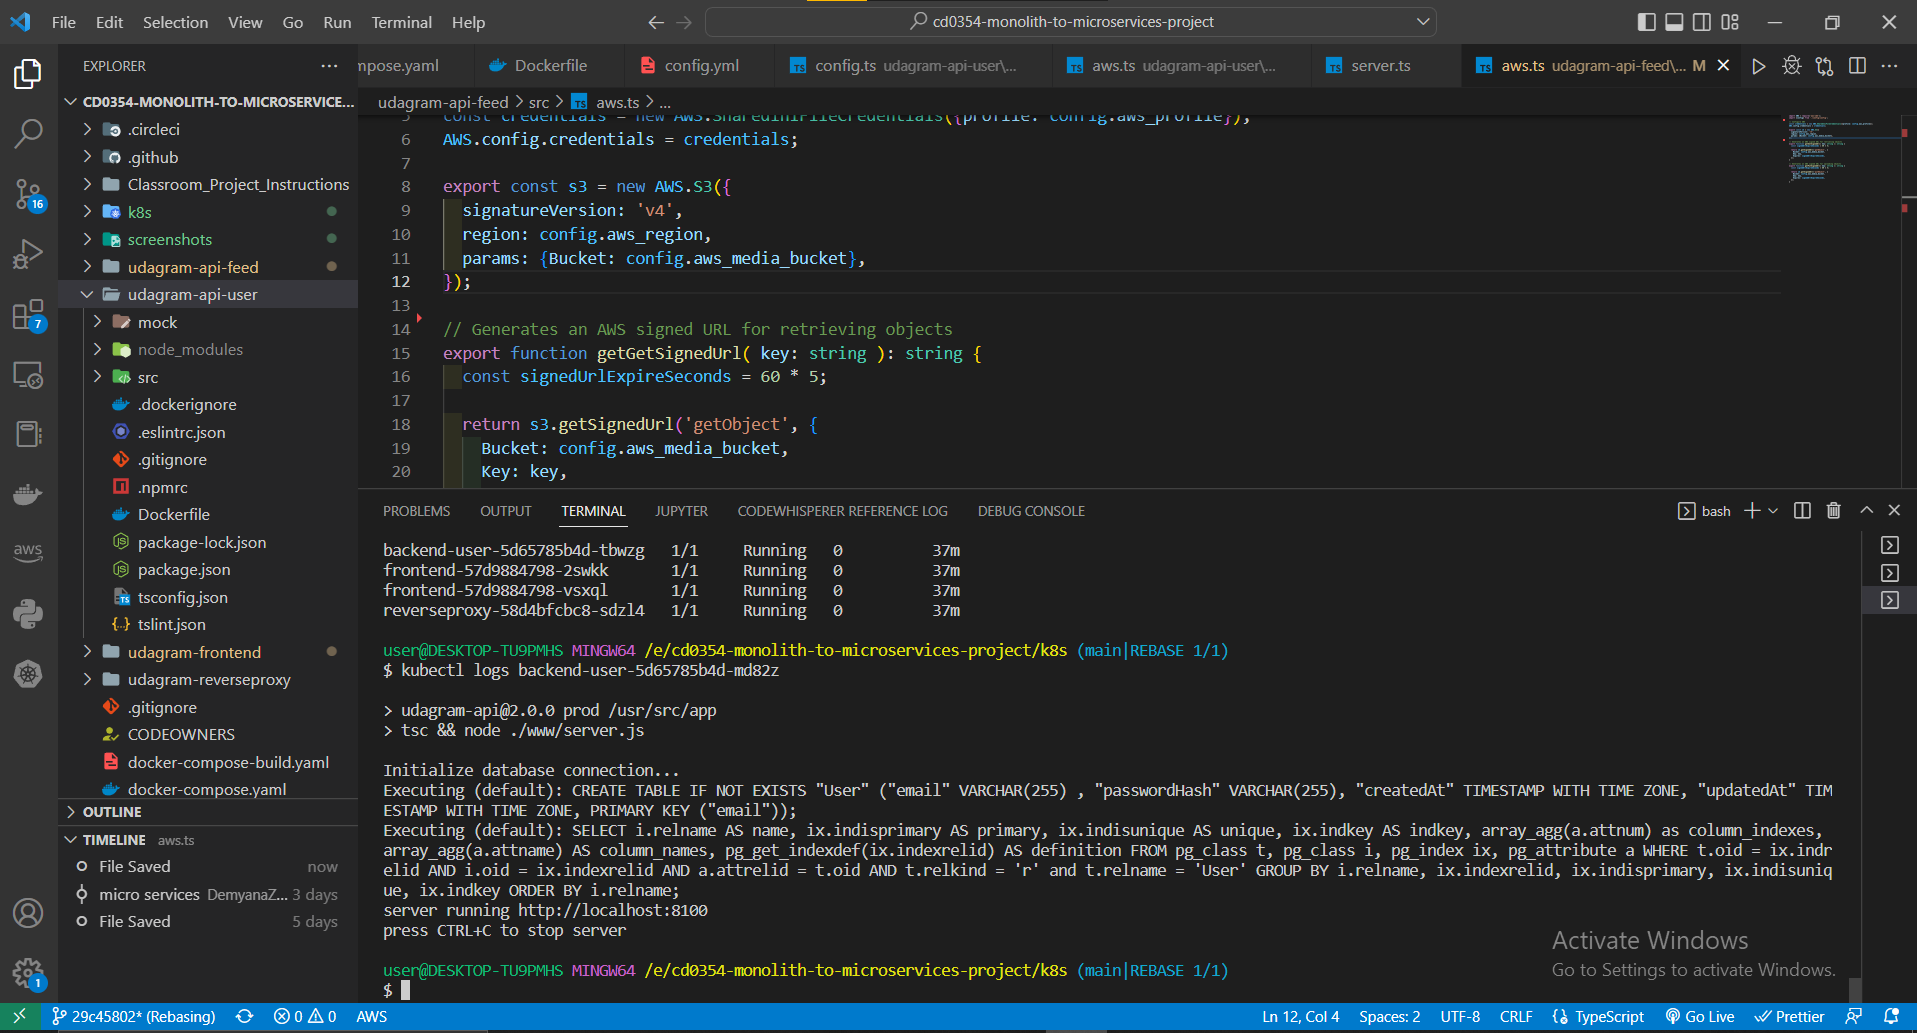 File Edit Selection View Go Run Terminal Help
cd0354-monolith-to-microservices-project
EXPLORER
mpose.yaml
Dockerfile
config.yml
config.ts udagram-api-user\...
aws.ts udagram-api-user\...
server.ts
aws.ts udagram-api-feed\... M
CD0354-MONOLITH-TO-MICROSERVICE...
.circleci
.github
Classroom_Project_Instructions
k8s
screenshots
udagram-api-feed
udagram-api-user
mock
node_modules
src
.dockerignore
.eslintrc.json
.gitignore
.npmrc
Dockerfile
package-lock.json
package.json
tsconfig.json
tslint.json
udagram-frontend
udagram-reverseproxy
.gitignore
CODEOWNERS
docker-compose-build.yaml
docker-compose.yaml
OUTLINE
TIMELINE aws.ts
File Saved now
micro services DemyanaZ... 3 days
File Saved 5 days
16
7
aws
1
udagram-api-feed > src > aws.ts > ...
5 const credentials = new AWS.SharedIniFileCredentials({profile: config.aws_profile});
6 AWS.config.credentials = credentials;
7
8 export const s3 = new AWS.S3({
9 signatureVersion: 'v4',
10 region: config.aws_region,
11 params: {Bucket: config.aws_media_bucket},
12 });
13
14 // Generates an AWS signed URL for retrieving objects
15 export function getGetSignedUrl( key: string ): string {
16 const signedUrlExpireSeconds = 60 * 5;
17
18 return s3.getSignedUrl('getObject', {
19 Bucket: config.aws_media_bucket,
20 Key: key,
PROBLEMS OUTPUT TERMINAL JUPYTER CODEWHISPERER REFERENCE LOG DEBUG CONSOLE
bash
backend-user-5d65785b4d-tbwzg 1/1 Running 0 37m
frontend-57d9884798-2swkk 1/1 Running 0 37m
frontend-57d9884798-vsxql 1/1 Running 0 37m
reverseproxy-58d4bfcbc8-sdzl4 1/1 Running 0 37m
user@DESKTOP-TU9PMHS MINGW64 /e/cd0354-monolith-to-microservices-project/k8s (main|REBASE 1/1)
$ kubectl logs backend-user-5d65785b4d-md82z
> udagram-api@2.0.0 prod /usr/src/app
> tsc && node ./www/server.js
Initialize database connection...
Executing (default): CREATE TABLE IF NOT EXISTS "User" ("email" VARCHAR(255) , "passwordHash" VARCHAR(255), "createdAt" TIMESTAMP WITH TIME ZONE, "updatedAt" TIM
ESTAMP WITH TIME ZONE, PRIMARY KEY ("email"));
Executing (default): SELECT i.relname AS name, ix.indisprimary AS primary, ix.indisunique AS unique, ix.indkey AS indkey, array_agg(a.attnum) as column_indexes,
array_agg(a.attname) AS column_names, pg_get_indexdef(ix.indexrelid) AS definition FROM pg_class t, pg_class i, pg_index ix, pg_attribute a WHERE t.oid = ix.indr
elid AND i.oid = ix.indexrelid AND a.attrelid = t.oid AND t.relkind = 'r' and t.relname = 'User' GROUP BY i.relname, ix.indexrelid, ix.indisprimary, ix.indisuniq
ue, ix.indkey ORDER BY i.relname;
server running http://localhost:8100
press CTRL+C to stop server
user@DESKTOP-TU9PMHS MINGW64 /e/cd0354-monolith-to-microservices-project/k8s (main|REBASE 1/1)
$
Activate Windows
Go to Settings to activate Windows.
29c45802* (Rebasing) 0 0 AWS
Ln 12, Col 4 Spaces: 2 UTF-8 CRLF TypeScript Go Live Prettier